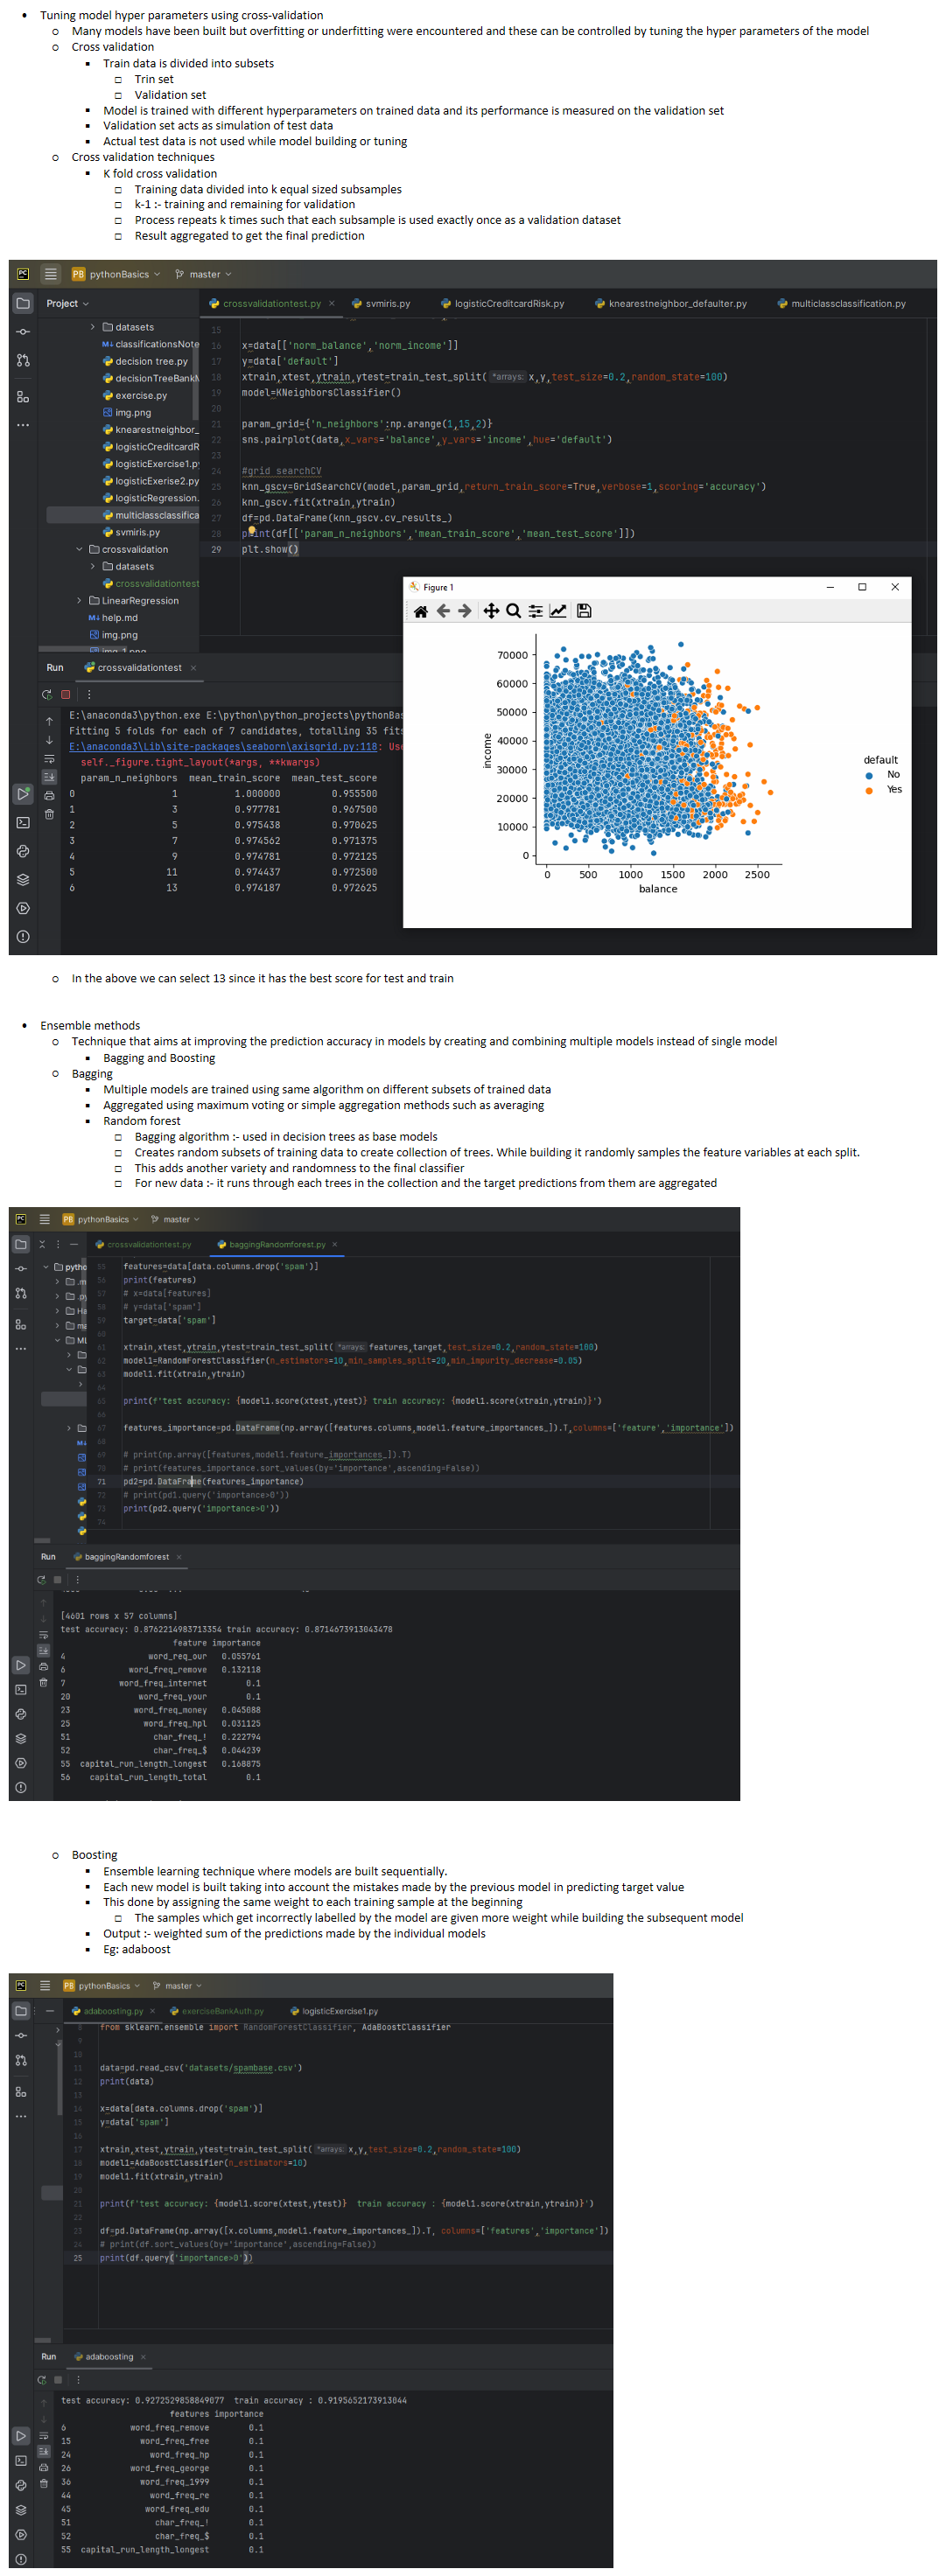 Tuning model hyper parameters using cross-validation
Many models have been built but overfitting or underfitting were encountered and these can be controlled by tuning the hyper parameters of the model
Cross validation
Train data is divided into subsets
Trin set
Validation set
Model is trained with different hyperparameters on trained data and its performance is measured on the validation set
Validation set acts as simulation of test data
Actual test data is not used while model building or tuning
Cross validation techniques
K fold cross validation
Training data divided into k equal sized subsamples
k-1 :- training and remaining for validation
Process repeats k times such that each subsample is used exactly once as a validation dataset
Result aggregated to get the final prediction
PC PB pythonBasics master
Project crossvalidationtest.py svmiris.py logisticCreditcardRisk.py knearestneighbor_defaulter.py multiclassclassification.py
datasets
classificationsNote
decision tree.py
decisionTreeBankN
exercise.py
img.png
knearestneighbor_
logisticCreditcardR
logisticExercise1.py
logisticExerise2.py
logisticRegression.
multiclassclassifica
svmiris.py
crossvalidation
datasets
crossvalidationtest
LinearRegression
help.md
img.png
15
16 x=data[['norm_balance','norm_income']]
17 y=data['default']
18 xtrain,xtest,ytrain,ytest=train_test_split( *arrays: x,y,test_size=0.2,random_state=100)
19 model=KNeighborsClassifier()
20
21 param_grid={'n_neighbors':np.arange(1,15,2)}
22 sns.pairplot(data,x_vars='balance',y_vars='income',hue='default')
23
24 #grid searchCV
25 knn_gscv=GridSearchCV(model,param_grid,return_train_score=True,verbose=1,scoring='accuracy')
26 knn_gscv.fit(xtrain,ytrain)
27 df=pd.DataFrame(knn_gscv.cv_results_)
28 print(df[['param_n_neighbors','mean_train_score','mean_test_score']])
29 plt.show()
Figure 1
70000
60000
50000
40000
30000
20000
10000
0
income
0 500 1000 1500 2000 2500
balance
default
No
Yes
Run crossvalidationtest
E:\anaconda3\python.exe E:\python\python_projects\pythonBas
Fitting 5 folds for each of 7 candidates, totalling 35 fits
E:\anaconda3\Lib\site-packages\seaborn\axisgrid.py:118: Use
self._figure.tight_layout(*args, **kwargs)
param_n_neighbors mean_train_score mean_test_score
0 1 1.000000 0.955500
1 3 0.977781 0.967500
2 5 0.975438 0.970625
3 7 0.974562 0.971375
4 9 0.974781 0.972125
5 11 0.974437 0.972500
6 13 0.974187 0.972625
In the above we can select 13 since it has the best score for test and train
Ensemble methods
Technique that aims at improving the prediction accuracy in models by creating and combining multiple models instead of single model
Bagging and Boosting
Bagging
Multiple models are trained using same algorithm on different subsets of trained data
Aggregated using maximum voting or simple aggregation methods such as averaging
Random forest
Bagging algorithm :- used in decision trees as base models
Creates random subsets of training data to create collection of trees. While building it randomly samples the feature variables at each split.
This adds another variety and randomness to the final classifier
For new data :- it runs through each trees in the collection and the target predictions from them are aggregated
PC PB pythonBasics master
crossvalidationtest.py baggingRandomforest.py
pytho
55 features=data[data.columns.drop('spam')]
56 print(features)
57 # x=data[features]
58 # y=data['spam']
59 target=data['spam']
60
61 xtrain,xtest,ytrain,ytest=train_test_split( *arrays: features,target,test_size=0.2,random_state=100)
62 model1=RandomForestClassifier(n_estimators=10,min_samples_split=20,min_impurity_decrease=0.05)
63 model1.fit(xtrain,ytrain)
64
65 print(f'test accuracy: {model1.score(xtest,ytest)} train accuracy: {model1.score(xtrain,ytrain)}')
66
67 features_importance=pd.DataFrame(np.array([features.columns,model1.feature_importances_]).T,columns=['feature','importance'])
68
69 # print(np.array([features,model1.feature_importances_]).T)
70 # print(features_importance.sort_values(by='importance',ascending=False))
71 pd2=pd.DataFrame(features_importance)
72 # print(pd1.query('importance>0'))
73 print(pd2.query('importance>0'))
74
Run baggingRandomforest
[4601 rows x 57 columns]
test accuracy: 0.8762214983713354 train accuracy: 0.8714673913043478
feature importance
4 word_req_our 0.055761
6 word_freq_remove 0.132118
7 word_freq_internet 0.1
20 word_freq_your 0.1
23 word_freq_money 0.045088
25 word_freq_hpl 0.031125
51 char_freq_! 0.222794
52 char_freq_$ 0.044239
55 capital_run_length_longest 0.168875
56 capital_run_length_total 0.1
Boosting
Ensemble learning technique where models are built sequentially.
Each new model is built taking into account the mistakes made by the previous model in predicting target value
This done by assigning the same weight to each training sample at the beginning
The samples which get incorrectly labelled by the model are given more weight while building the subsequent model
Output :- weighted sum of the predictions made by the individual models
Eg: adaboost
PC PB pythonBasics master
adaboosting.py exerciseBankAuth.py logisticExercise1.py
8 from sklearn.ensemble import RandomForestClassifier, AdaBoostClassifier
9
10
11 data=pd.read_csv('datasets/spambase.csv')
12 print(data)
13
14 x=data[data.columns.drop('spam')]
15 y=data['spam']
16
17 xtrain,xtest,ytrain,ytest=train_test_split( *arrays: x,y,test_size=0.2,random_state=100)
18 model1=AdaBoostClassifier(n_estimators=10)
19 model1.fit(xtrain,ytrain)
20
21 print(f'test accuracy: {model1.score(xtest,ytest)} train accuracy : {model1.score(xtrain,ytrain)}')
22
23 df=pd.DataFrame(np.array([x.columns,model1.feature_importances_]).T, columns=['features','importance'])
24 # print(df.sort_values(by='importance',ascending=False))
25 print(df.query('importance>0'))
Run adaboosting
test accuracy: 0.9272529858849077 train accuracy : 0.9195652173913044
features importance
6 word_freq_remove 0.1
15 word_freq_free 0.1
24 word_freq_hp 0.1
26 word_freq_george 0.1
36 word_freq_1999 0.1
44 word_freq_re 0.1
45 word_freq_edu 0.1
51 char_freq_! 0.1
52 char_freq_$ 0.1
55 capital_run_length_longest 0.1